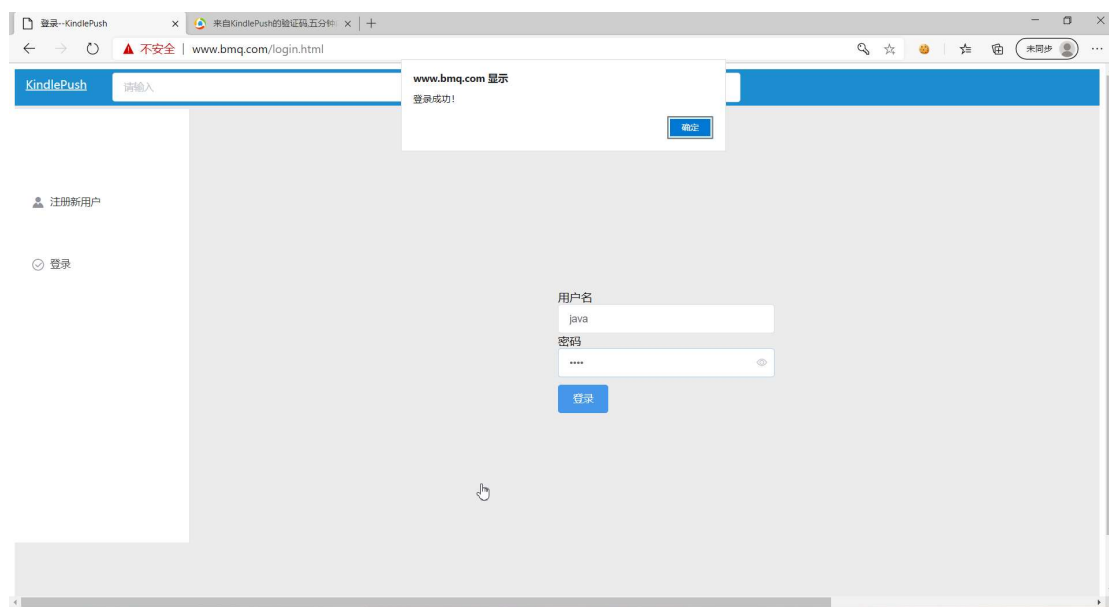 登录--KindlePush
来自KindlePush的验证码,五分钟
不安全 | www.bmq.com/login.html
未同步
KindlePush
请输入
www.bmq.com 显示
登录成功!
确定
注册新用户
登录
用户名
java
密码
••••
登录